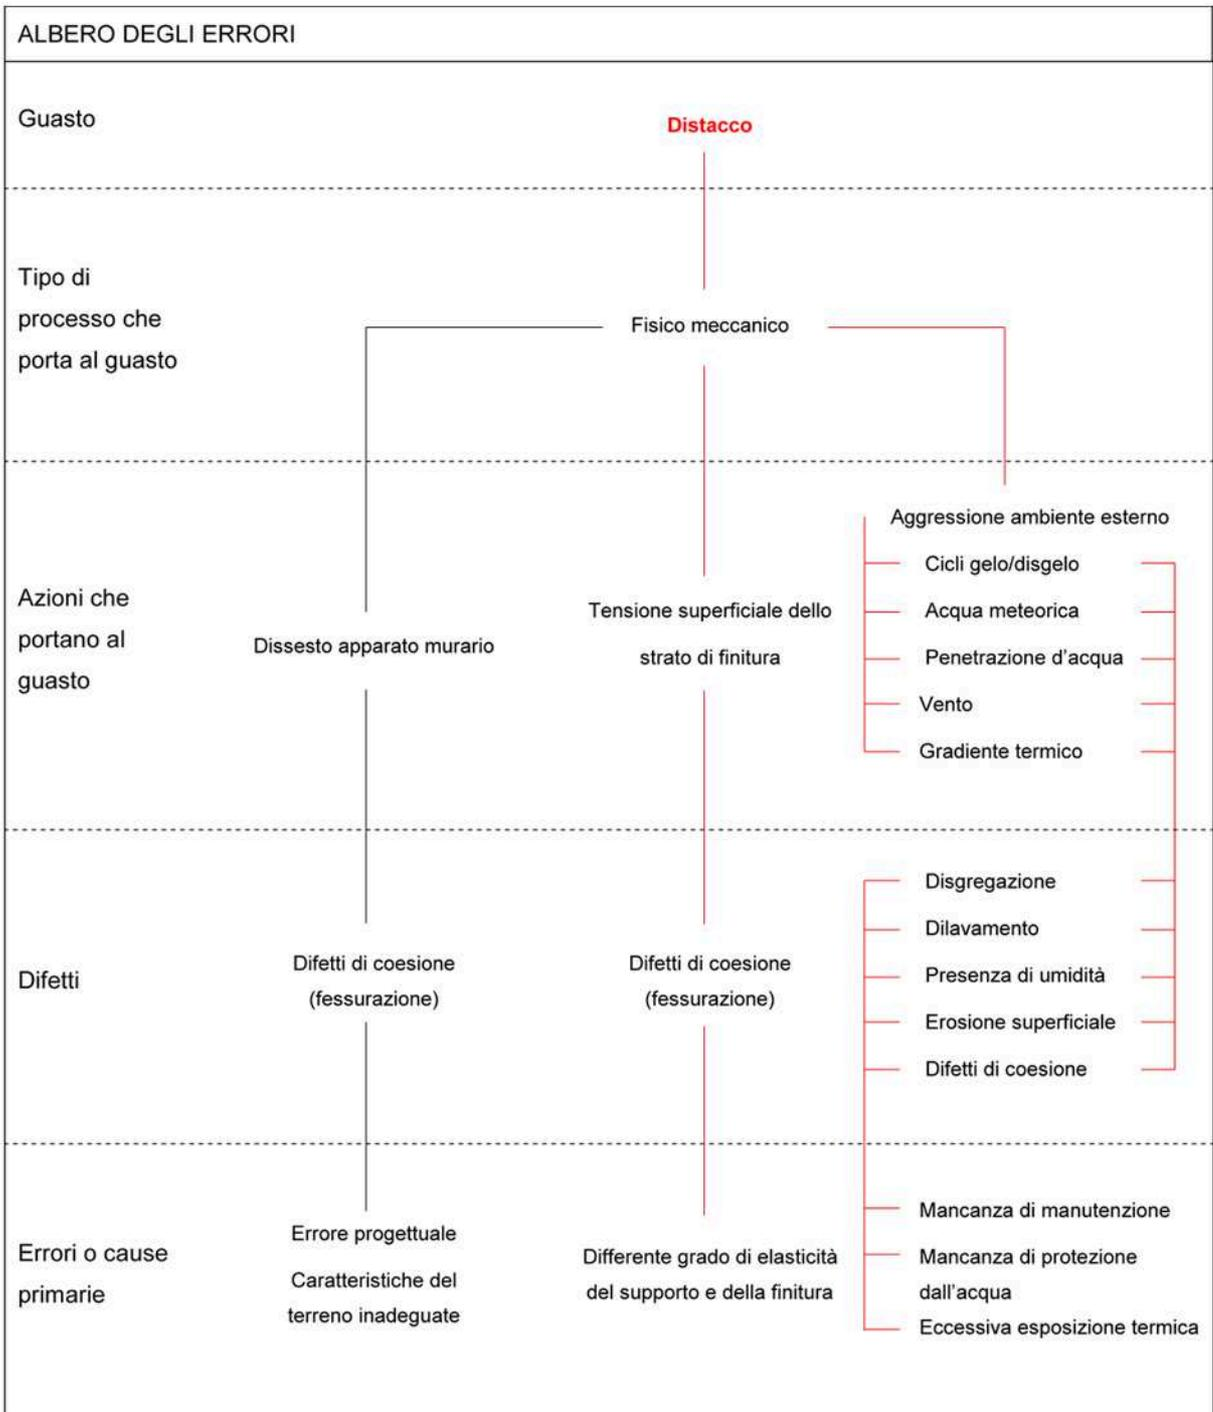 ALBERO DEGLI ERRORI
Guasto
Distacco
Tipo di
processo che
porta al guasto
Fisico meccanico
Azioni che
portano al
guasto
Dissesto apparato murario
Tensione superficiale dello
strato di finitura
Aggressione ambiente esterno
Cicli gelo/disgelo
Acqua meteorica
Penetrazione d'acqua
Vento
Gradiente termico
Difetti
Difetti di coesione
(fessurazione)
Difetti di coesione
(fessurazione)
Disgregazione
Dilavamento
Presenza di umidità
Erosione superficiale
Difetti di coesione
Errori o cause
primarie
Errore progettuale
Caratteristiche del
terreno inadeguate
Differente grado di elasticità
del supporto e della finitura
Mancanza di manutenzione
Mancanza di protezione
dall'acqua
Eccessiva esposizione termica